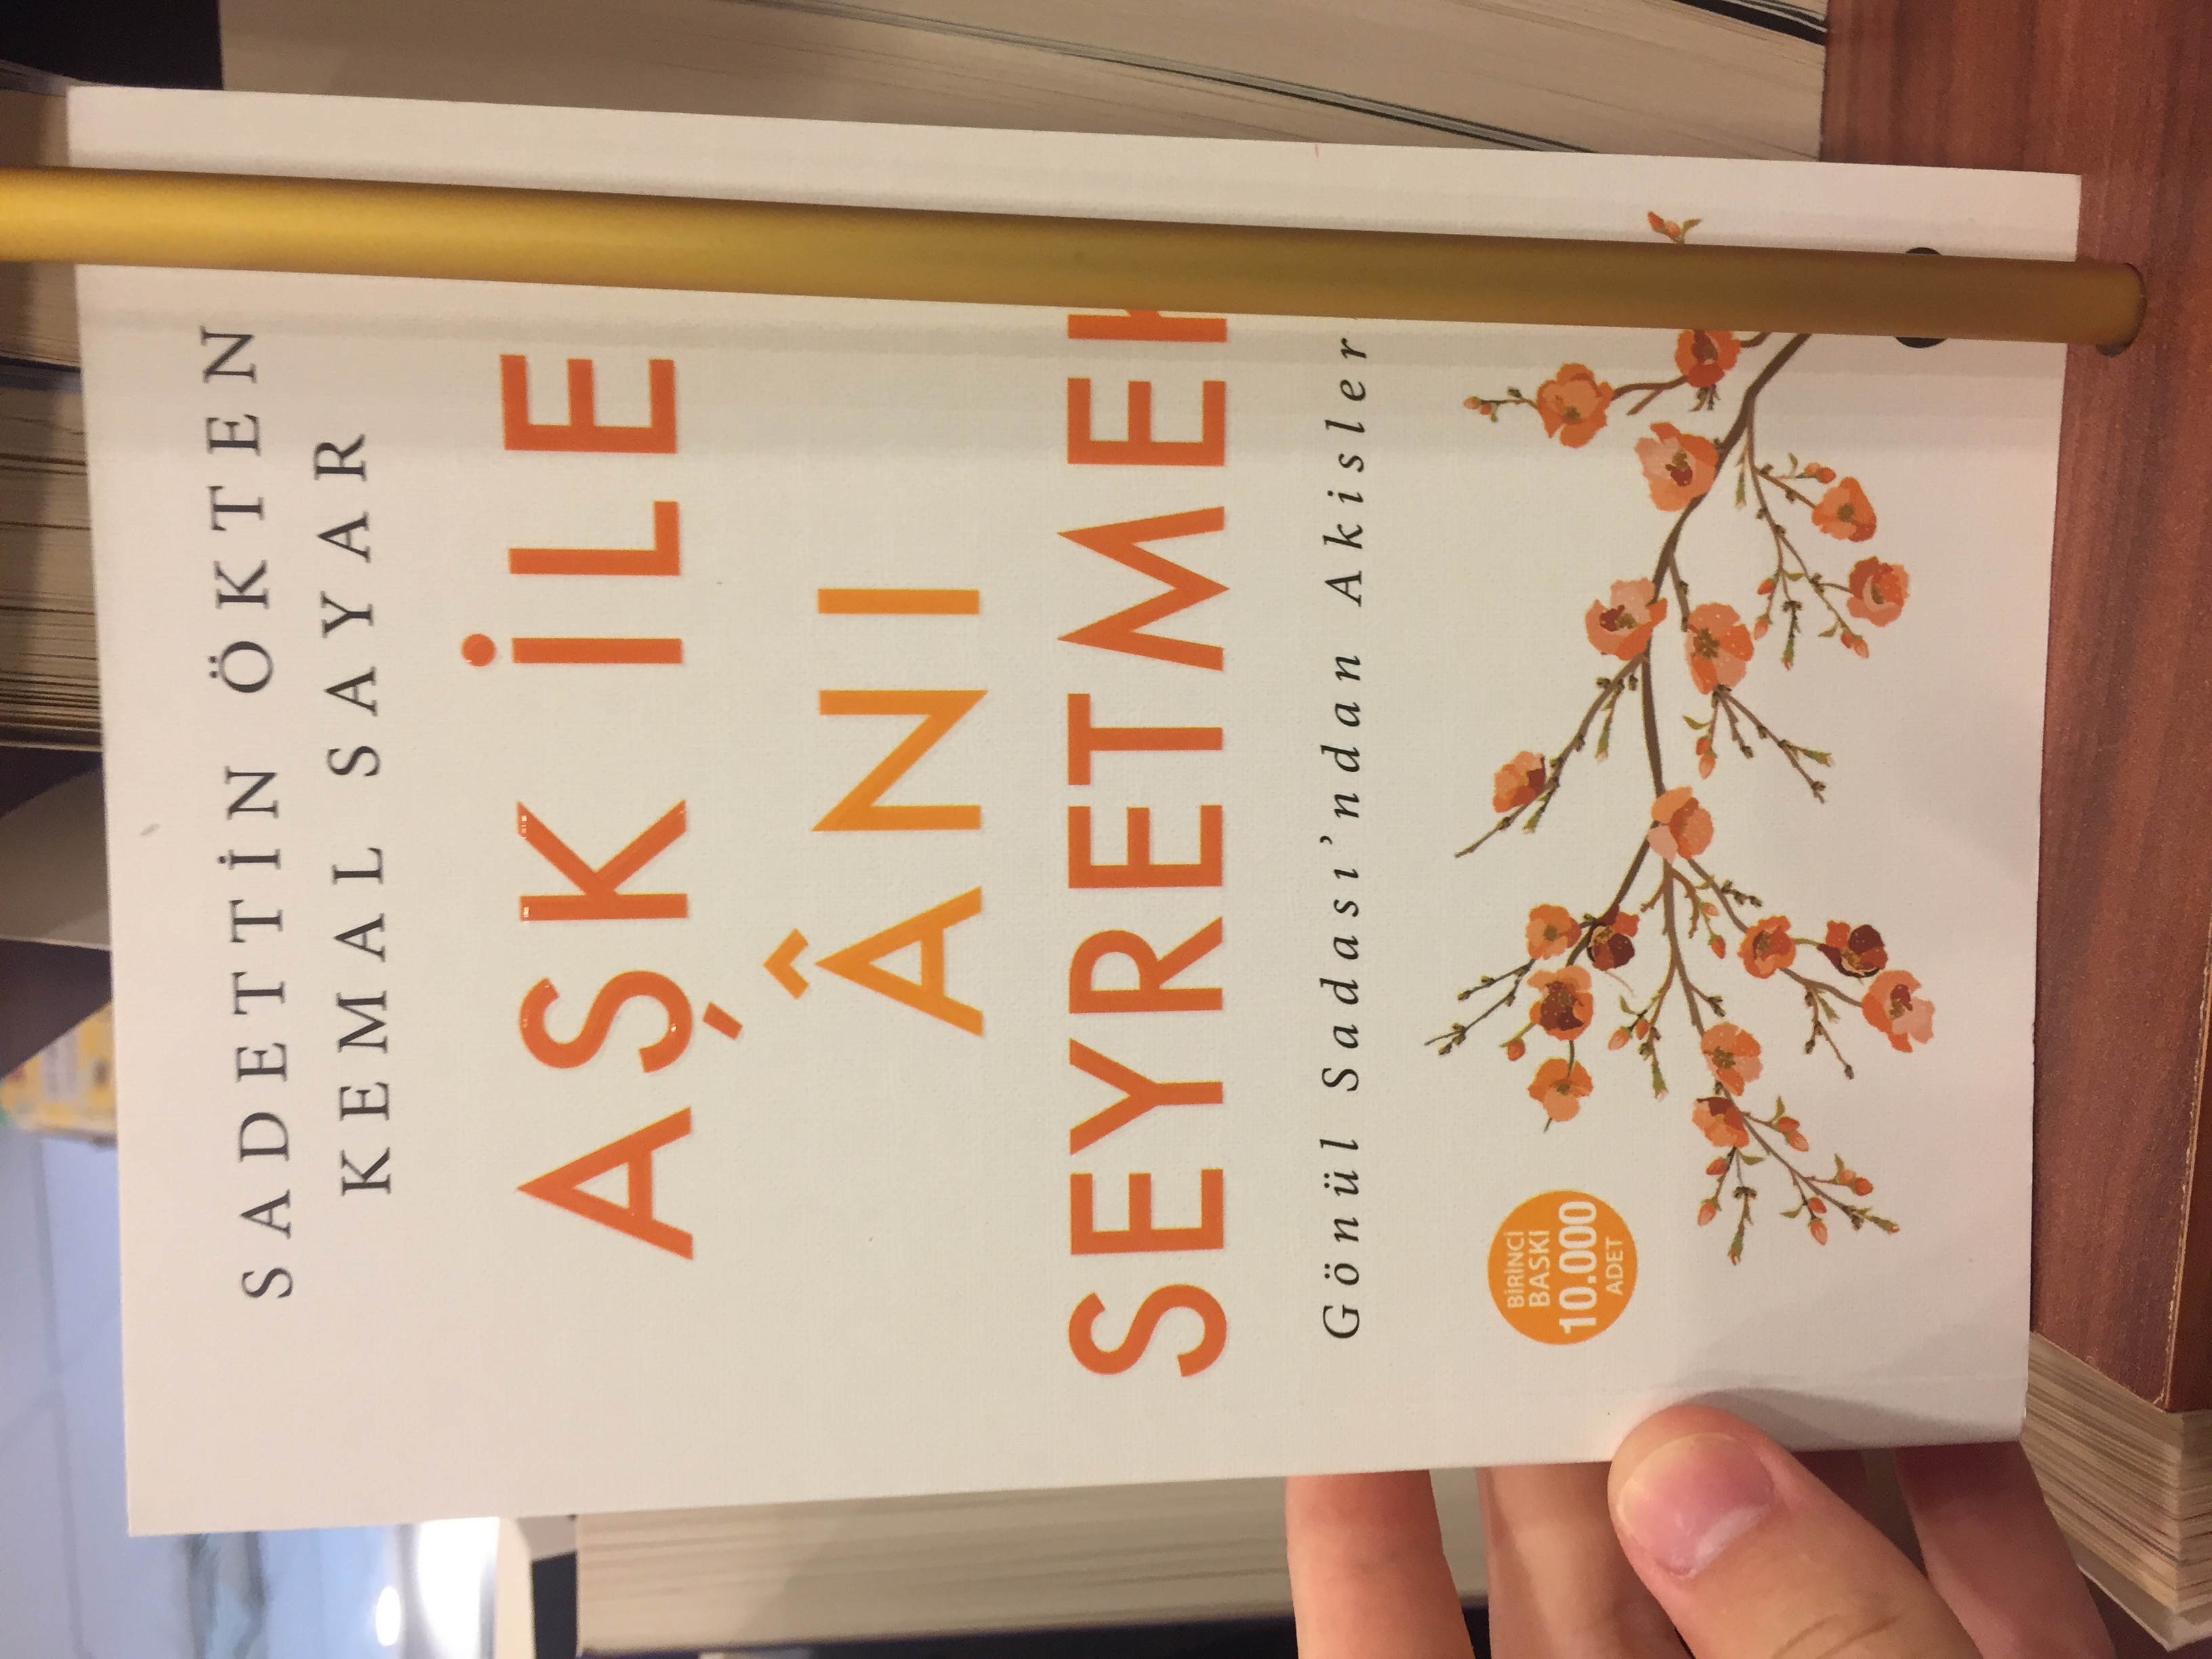 SADETTİN ÖKTEN
KEMAL SAYAR
AŞK İLE
ÂNI
SEYRETMEK
Gönül Sadası'ndan Akisler
BİRİNCİ
BASKI
10.000
ADET